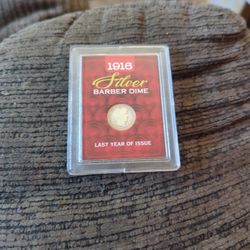 1916
Silver
BARBER DIME
LAST YEAR OF ISSUE